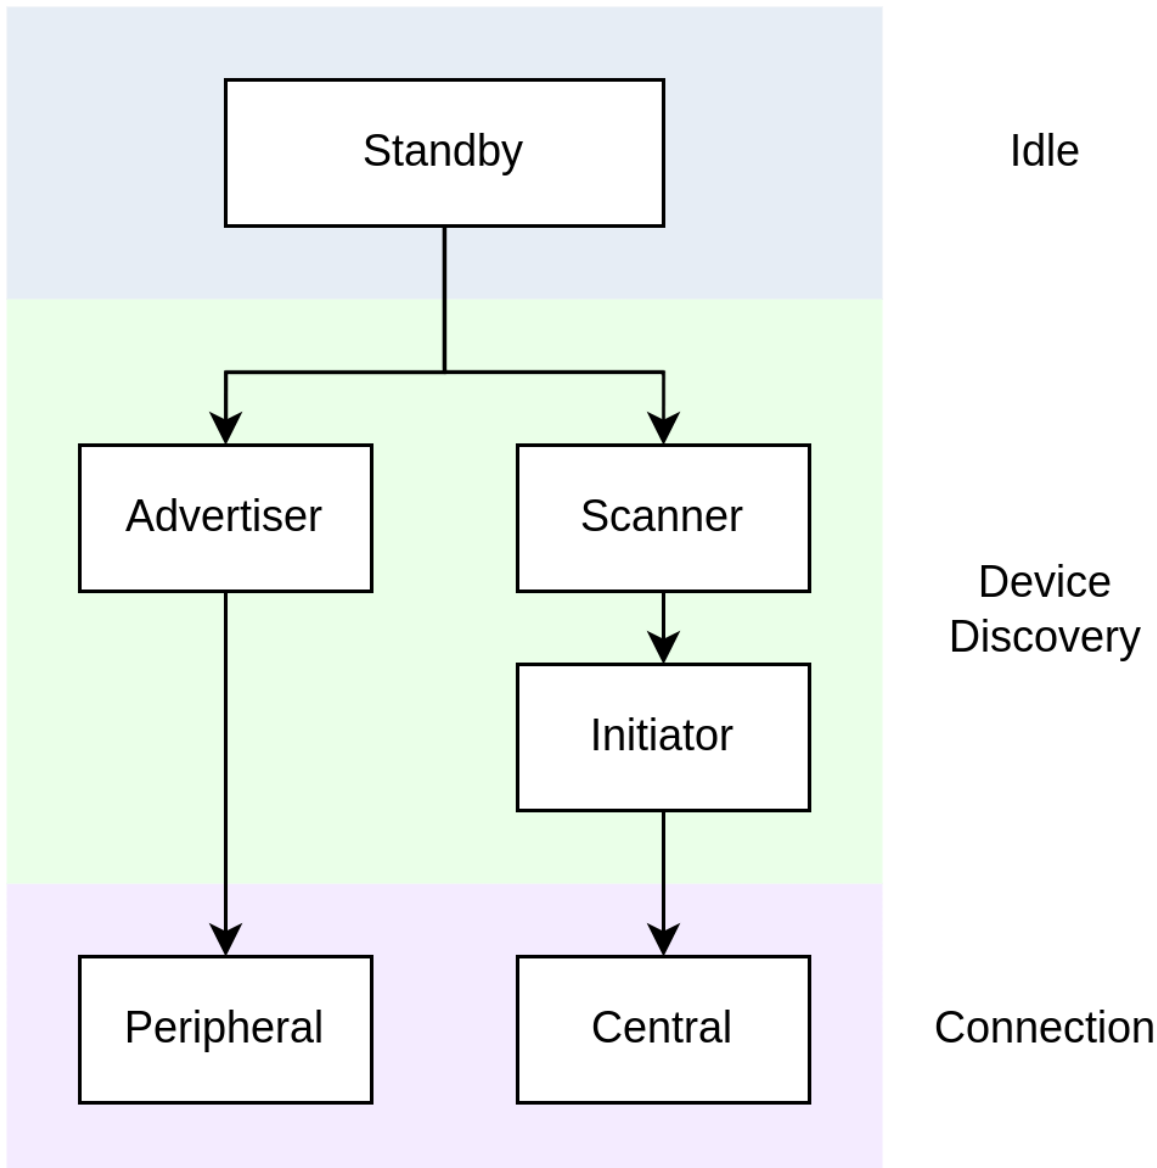 Standby
Idle
Advertiser
Scanner
Device
Discovery
Initiator
Peripheral
Central
Connection